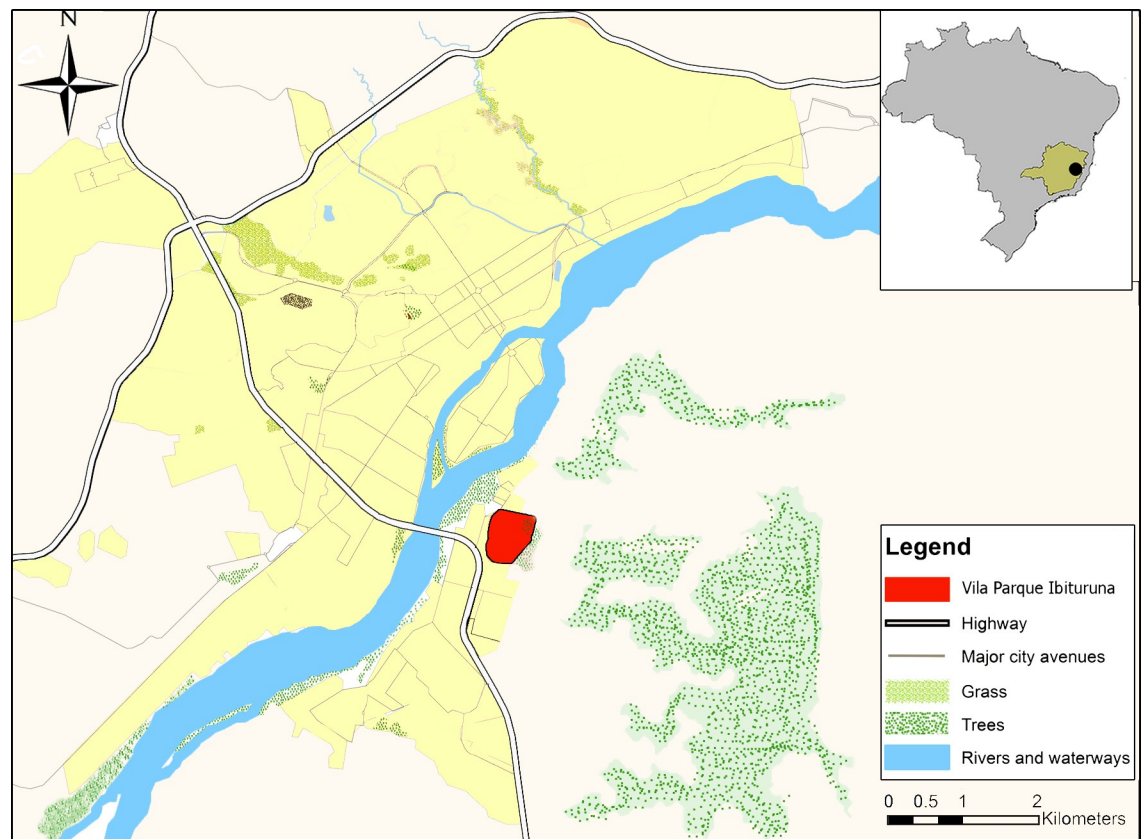 N
Legend
Vila Parque Ibituruna
Highway
Major city avenues
Grass
Trees
Rivers and waterways
0 0.5 1 2
Kilometers